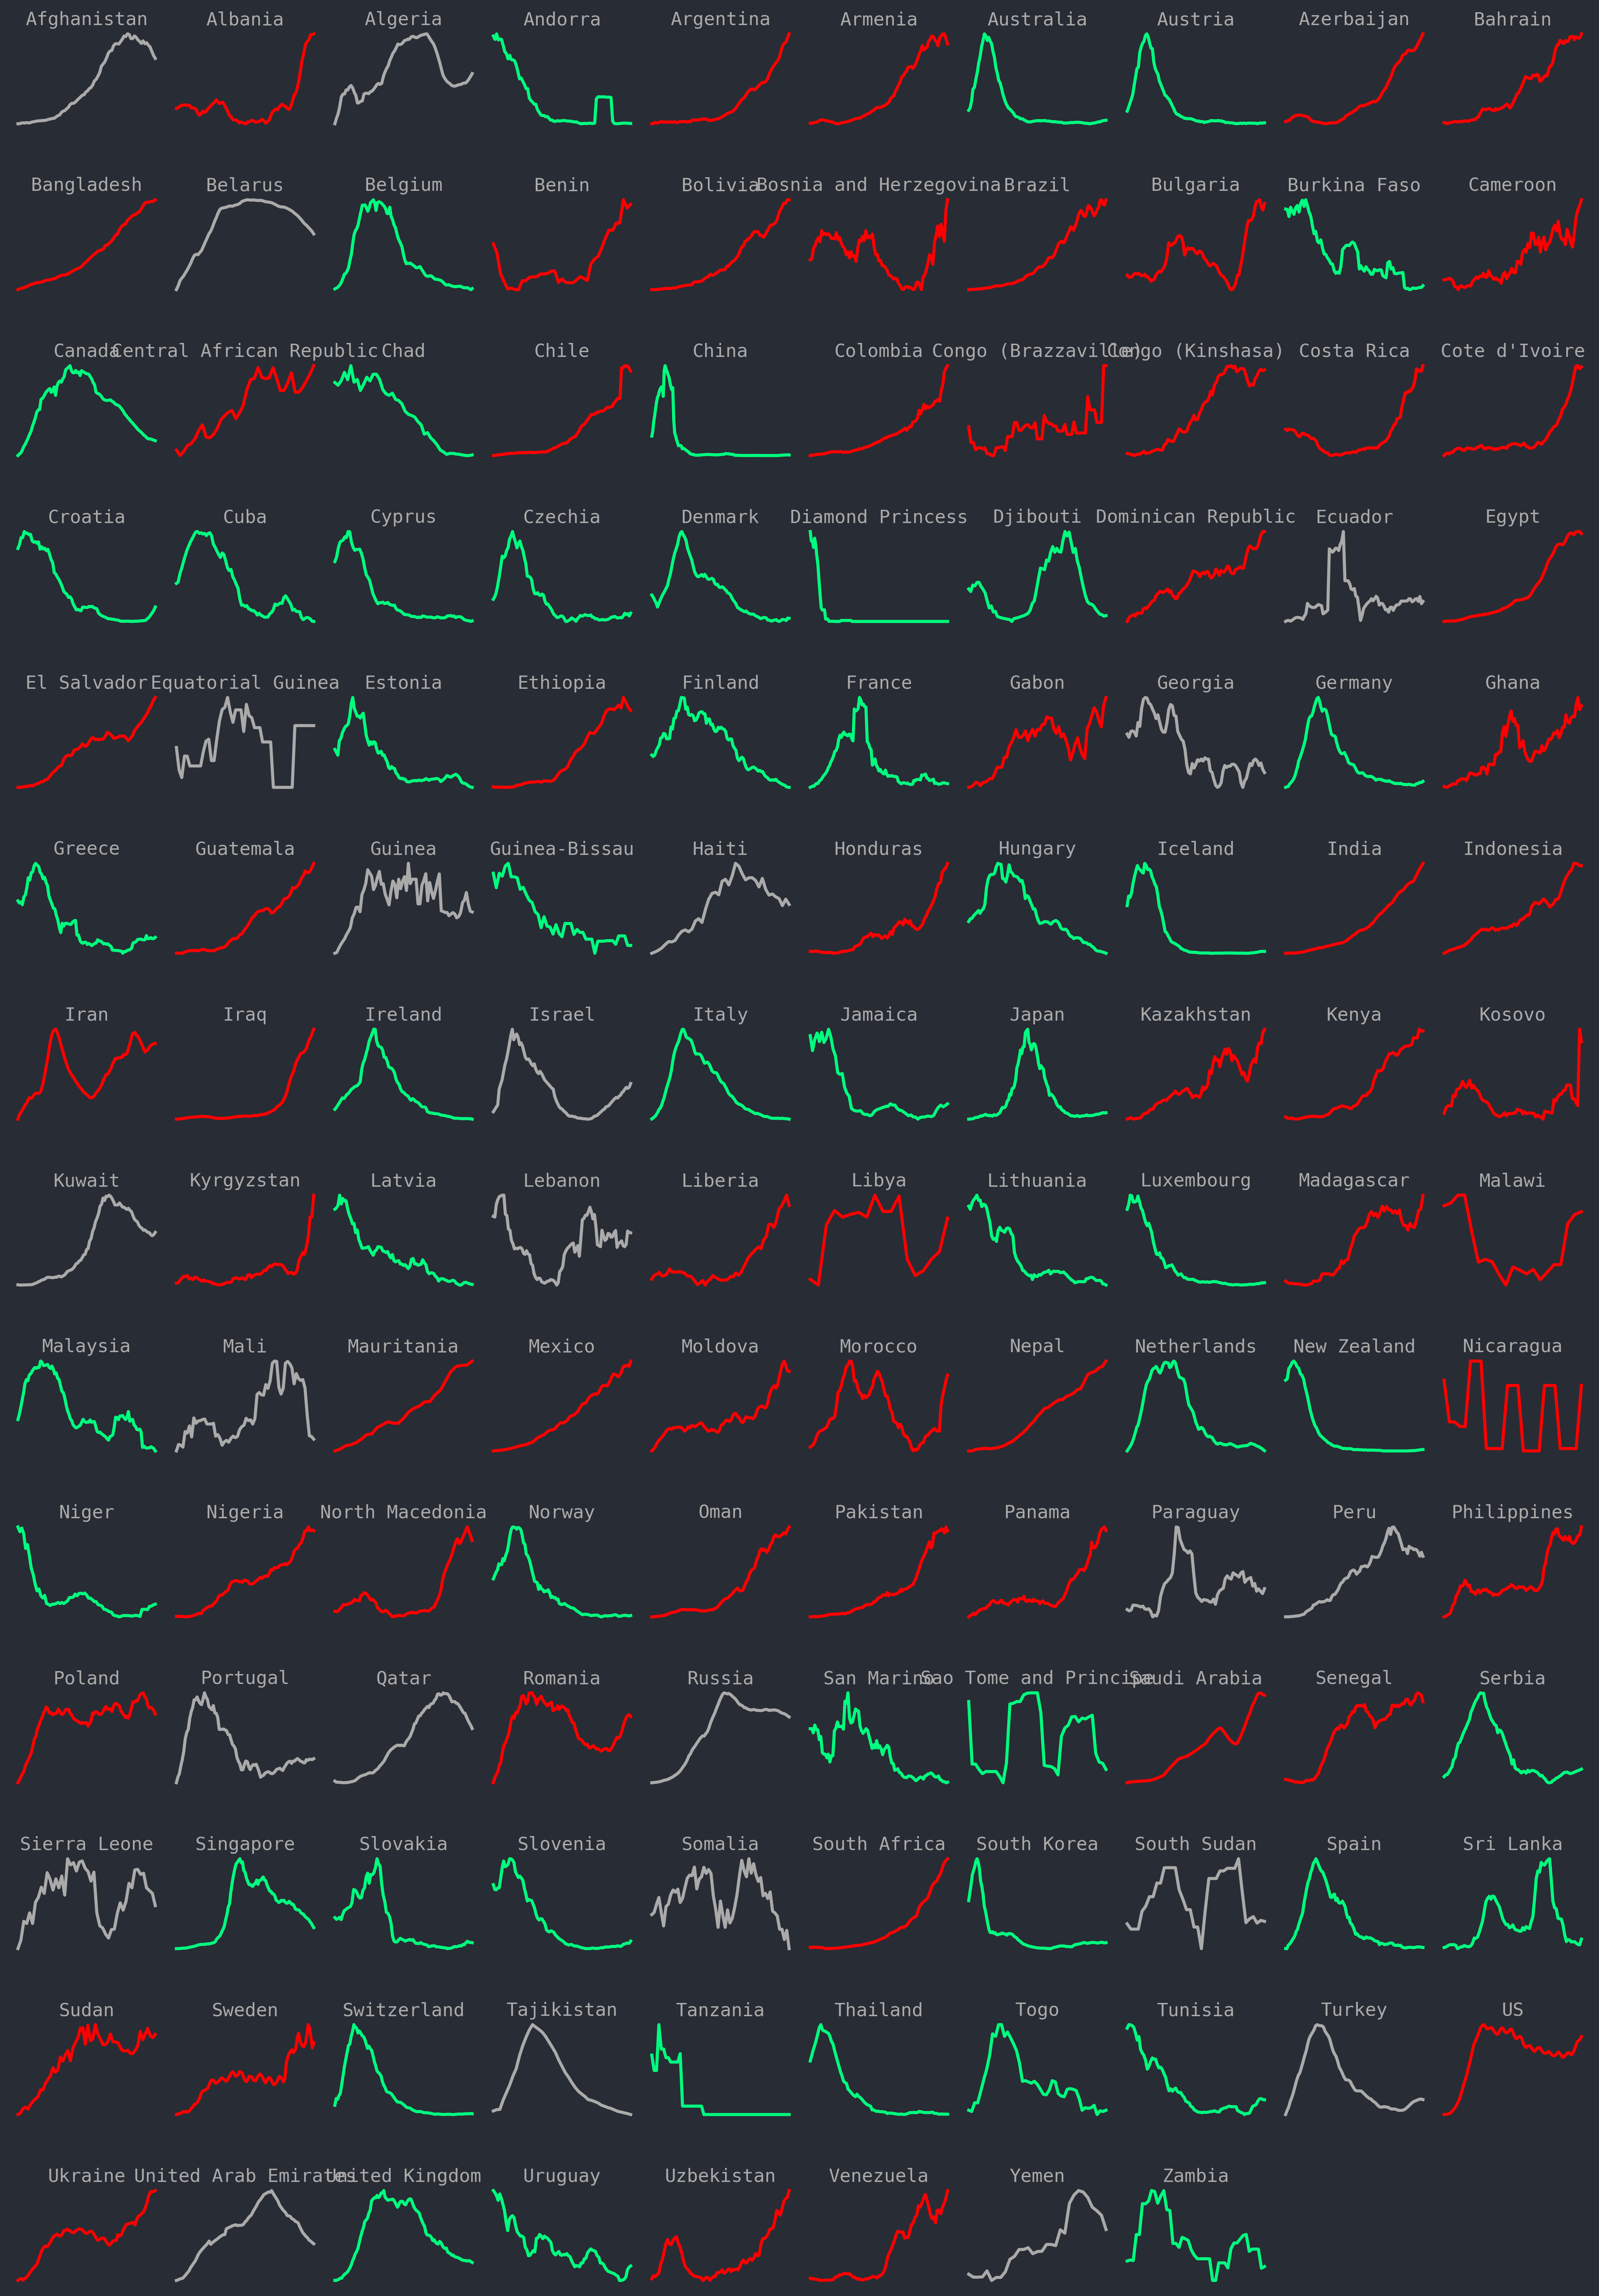 Afghanistan Albania Algeria Andorra Argentina Armenia Australia Austria Azerbaijan Bahrain
Bangladesh Belarus Belgium Benin Bolivia Bosnia and Herzegovina Brazil Bulgaria Burkina Faso Cameroon
Canada Central African Republic Chad Chile China Colombia Congo (Brazzaville) Congo (Kinshasa) Costa Rica Cote d'Ivoire
Croatia Cuba Cyprus Czechia Denmark Diamond Princess Djibouti Dominican Republic Ecuador Egypt
El Salvador Equatorial Guinea Estonia Ethiopia Finland France Gabon Georgia Germany Ghana
Greece Guatemala Guinea Guinea-Bissau Haiti Honduras Hungary Iceland India Indonesia
Iran Iraq Ireland Israel Italy Jamaica Japan Kazakhstan Kenya Kosovo
Kuwait Kyrgyzstan Latvia Lebanon Liberia Libya Lithuania Luxembourg Madagascar Malawi
Malaysia Mali Mauritania Mexico Moldova Morocco Nepal Netherlands New Zealand Nicaragua
Niger Nigeria North Macedonia Norway Oman Pakistan Panama Paraguay Peru Philippines
Poland Portugal Qatar Romania Russia San Marino Sao Tome and Principe Saudi Arabia Senegal Serbia
Sierra Leone Singapore Slovakia Slovenia Somalia South Africa South Korea South Sudan Spain Sri Lanka
Sudan Sweden Switzerland Tajikistan Tanzania Thailand Togo Tunisia Turkey US
Ukraine United Arab Emirates United Kingdom Uruguay Uzbekistan Venezuela Yemen Zambia